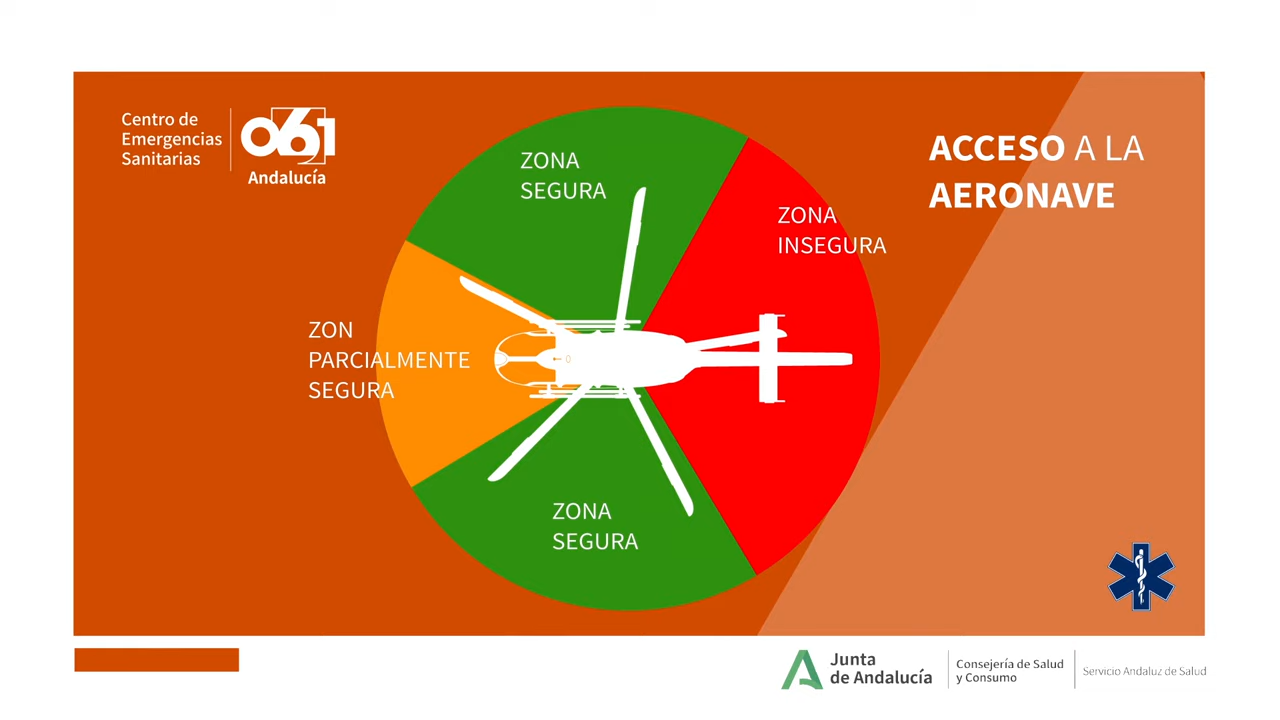 Centro de
Emergencias
Sanitarias
061
Andalucía
ACCESO A LA
AERONAVE
ZONA
SEGURA
ZONA
INSEGURA
ZON
PARCIALMENTE
SEGURA
ZONA
SEGURA
Junta
de Andalucía
Consejería de Salud
y Consumo
Servicio Andaluz de Salud